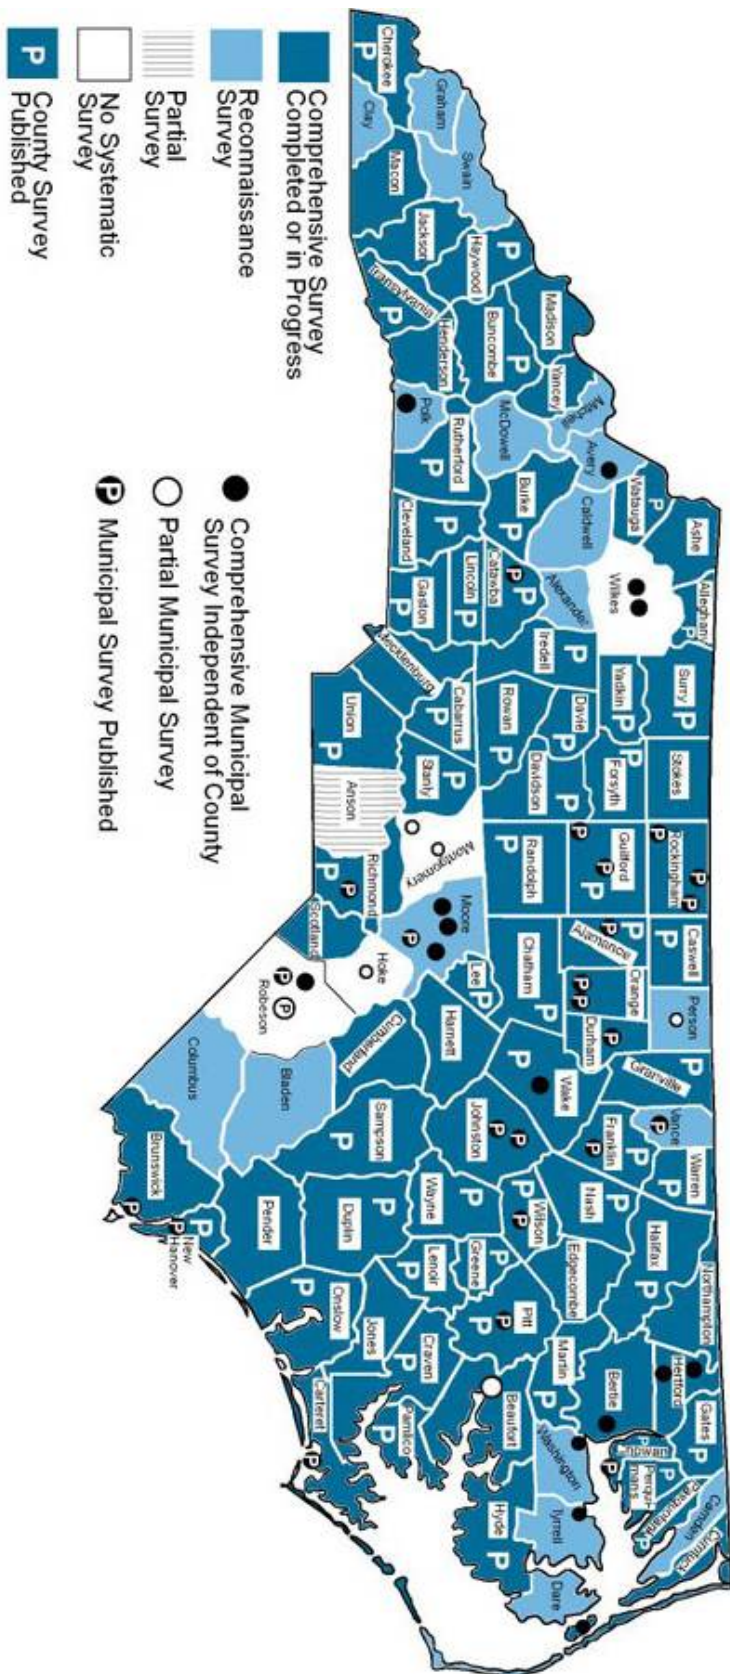 Cherokee
Graham
Clay
Swain
Macon
Jackson
Haywood
Transylvania
Madison
Buncombe
Henderson
Yancey
Mitchell
McDowell
Polk
Rutherford
Avery
Watauga
Ashe
Alleghany
Caldwell
Burke
Cleveland
Wilkes
Alexander
Catawba
Lincoln
Gaston
Surry
Yadkin
Iredell
Mecklenburg
Stokes
Forsyth
Davie
Rowan
Cabarrus
Union
Davidson
Stanly
Anson
Rockingham
Guilford
Randolph
Montgomery
Richmond
Scotland
Caswell
Alamance
Chatham
Moore
Lee
Hoke
Robeson
Person
Orange
Durham
Granville
Harnett
Cumberland
Wake
Vance
Franklin
Warren
Johnston
Sampson
Bladen
Columbus
Brunswick
Nash
Wilson
Wayne
Duplin
Pender
New
Hanover
Halifax
Northampton
Edgecombe
Greene
Lenoir
Jones
Onslow
Pitt
Craven
Carteret
Martin
Bertie
Hertford
Gates
Beaufort
Pamlico
Washington
Chowan
Perqui-
mans
Pasquotank
Camden
Currituck
Tyrrell
Dare
Hyde
Comprehensive Survey
Completed or in Progress
Reconnaissance
Survey
Partial
Survey
No Systematic
Survey
P County Survey
Published
Comprehensive Municipal
Survey Independent of County
Partial Municipal Survey
P Municipal Survey Published